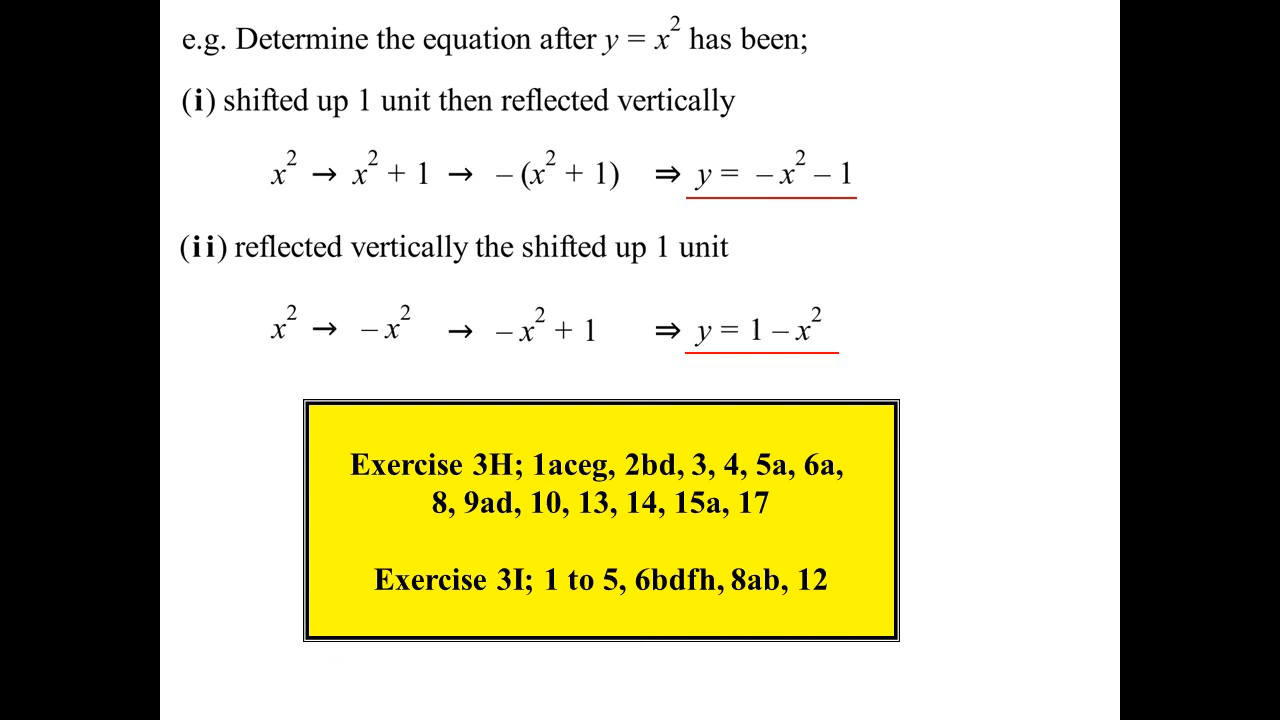 e.g. Determine the equation after y = x² has been;
(i) shifted up 1 unit then reflected vertically
x² → x² + 1 → – (x² + 1) ⇒ y = – x² – 1
(ii) reflected vertically the shifted up 1 unit
x² → – x² → – x² + 1 ⇒ y = 1 – x²
Exercise 3H; 1aceg, 2bd, 3, 4, 5a, 6a,
8, 9ad, 10, 13, 14, 15a, 17
Exercise 3I; 1 to 5, 6bdfh, 8ab, 12